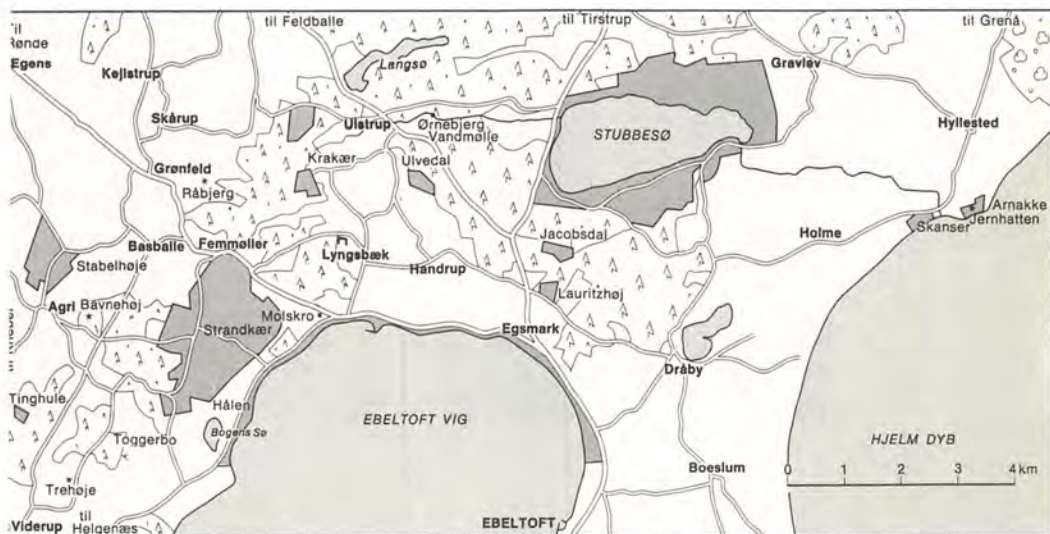 til Feldballe
til Tirstrup
til Grenå
til
Rønde
Egens
Kejlstrup
Langsø
Gravlev
Skårup
Ulstrup
Ørnebjerg
Vandmølle
STUBBESØ
Hyllested
Krakær
Ulvedal
Grønfeld
Råbjerg
Arnakke
Jernhatten
Skanser
Basballe
Femmøller
Lyngsbæk
Jacobsdal
Holme
Stabelhøje
Handrup
Lauritzhøj
Agri
Bavnehøj
Strandkær
Molskro
Egsmark
Dråby
Tinghule
Hålen
Toggerbo
Bogens Sø
EBELTOFT VIG
HJELM DYB
Boeslum
0 1 2 3 4 km
Trehøje
Viderup
til
Helgenæs
EBELTOFT